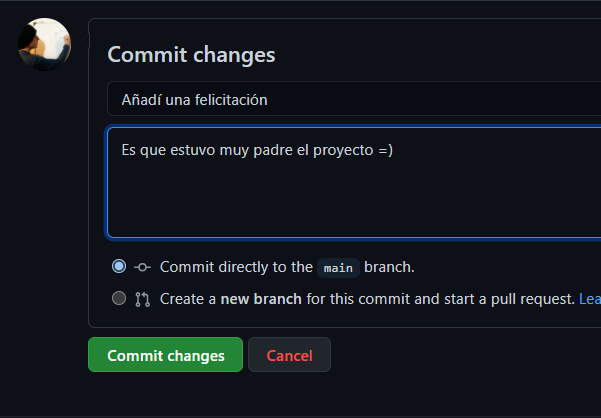 Commit changes
Añadí una felicitación
Es que estuvo muy padre el proyecto =)
Commit directly to the main branch.
Create a new branch for this commit and start a pull request. Lea
Commit changes
Cancel